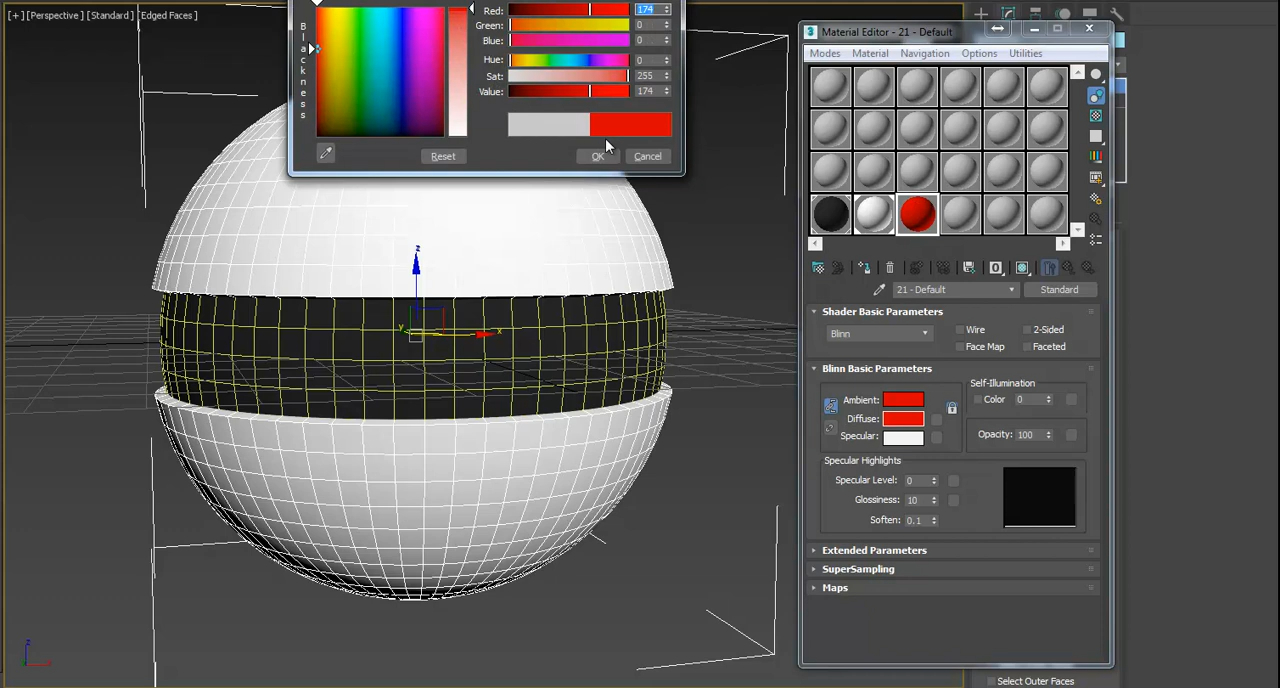 [+] [Perspective] [Standard] [Edged Faces]
Blackness
Red: 174
Green: 0
Blue: 0
Hue: 0
Sat: 255
Value: 174
Reset
OK
Cancel
z
y
x
z
3 Material Editor - 21 - Default
Modes Material Navigation Options Utilities
0
21 - Default
Standard
Shader Basic Parameters
Blinn
Wire
2-Sided
Face Map
Faceted
Blinn Basic Parameters
Self-Illumination
Ambient:
Color 0
Diffuse:
Specular:
Opacity: 100
Specular Highlights
Specular Level: 0
Glossiness: 10
Soften: 0.1
Extended Parameters
SuperSampling
Maps
Select Outer Faces